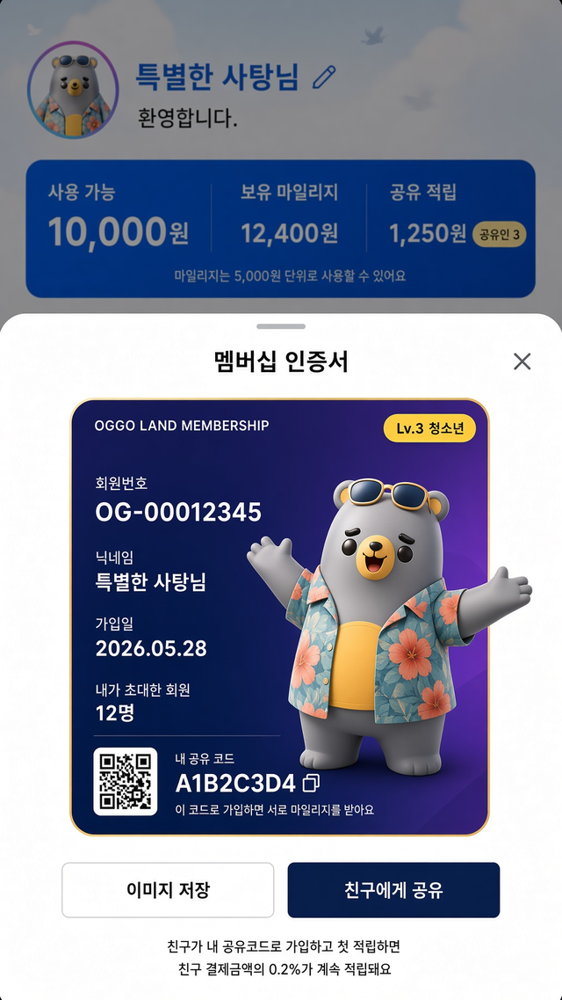 특별한 사탕님
환영합니다.
사용 가능
10,000원
보유 마일리지
12,400원
공유 적립
1,250원 공유인 3
마일리지는 5,000원 단위로 사용할 수 있어요
멤버십 인증서
OGGO LAND MEMBERSHIP
Lv.3 청소년
회원번호
OG-00012345
닉네임
특별한 사탕님
가입일
2026.05.28
내가 초대한 회원
12명
내 공유 코드
A1B2C3D4
이 코드로 가입하면 서로 마일리지를 받아요
이미지 저장
친구에게 공유
친구가 내 공유코드로 가입하고 첫 적립하면
친구 결제금액의 0.2%가 계속 적립돼요